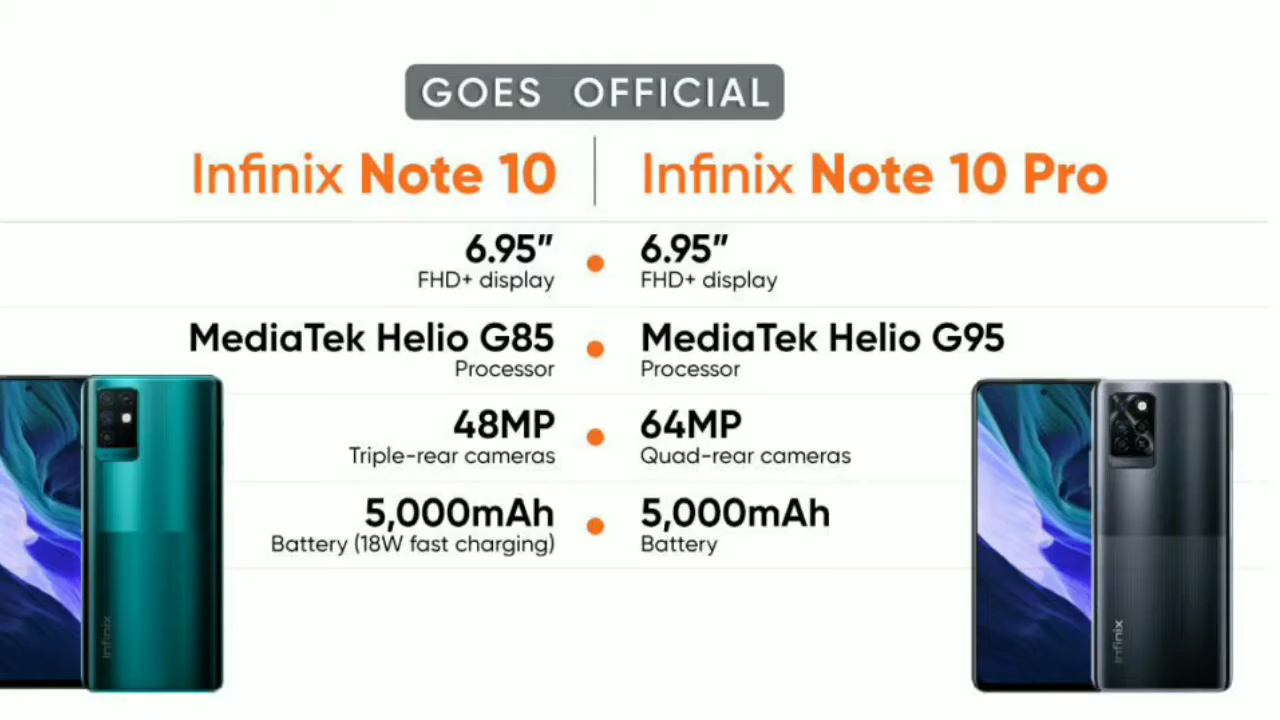 GOES OFFICIAL
Infinix Note 10
Infinix Note 10 Pro
6.95”
FHD+ display
6.95”
FHD+ display
MediaTek Helio G85
Processor
MediaTek Helio G95
Processor
48MP
Triple-rear cameras
64MP
Quad-rear cameras
5,000mAh
Battery (18W fast charging)
5,000mAh
Battery
Infinix
Infinix